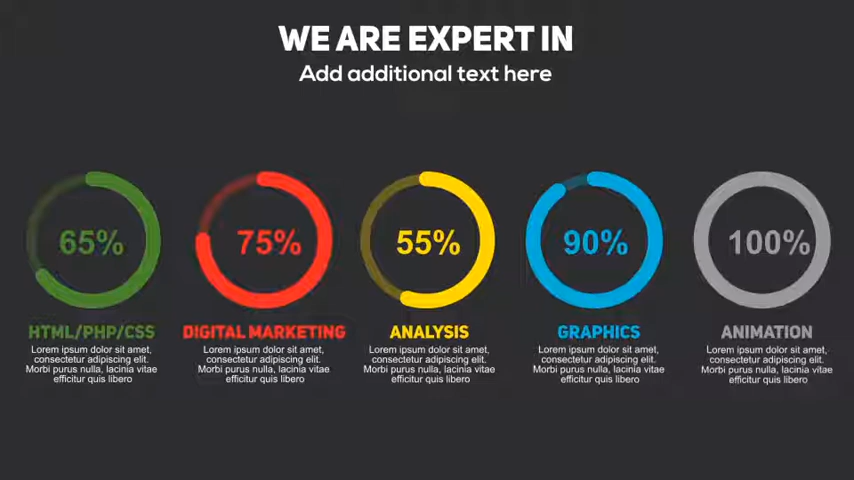 WE ARE EXPERT IN
Add additional text here
65%
75%
55%
90%
100%
HTML/PHP/CSS
Lorem ipsum dolor sit amet,
consectetur adipiscing elit.
Morbi purus nulla, lacinia vitae
efficitur quis libero
DIGITAL MARKETING
Lorem ipsum dolor sit amet,
consectetur adipiscing elit.
Morbi purus nulla, lacinia vitae
efficitur quis libero
ANALYSIS
Lorem ipsum dolor sit amet,
consectetur adipiscing elit.
Morbi purus nulla, lacinia vitae
efficitur quis libero
GRAPHICS
Lorem ipsum dolor sit amet,
consectetur adipiscing elit.
Morbi purus nulla, lacinia vitae
efficitur quis libero
ANIMATION
Lorem ipsum dolor sit amet,
consectetur adipiscing elit.
Morbi purus nulla, lacinia vitae
efficitur quis libero